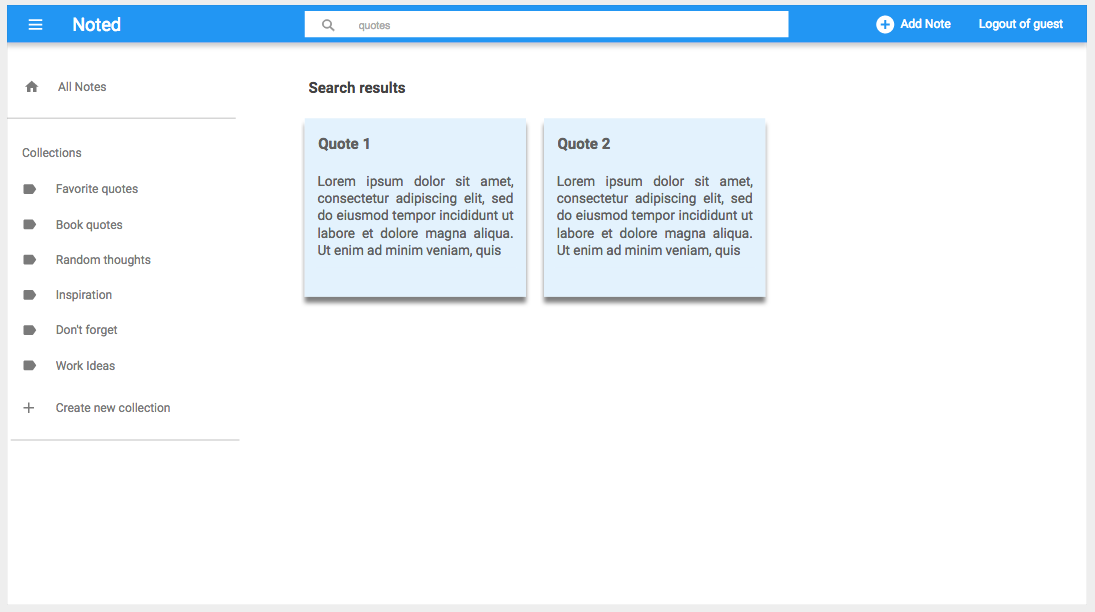 Noted
quotes
Add Note
Logout of guest
All Notes
Collections
Favorite quotes
Book quotes
Random thoughts
Inspiration
Don't forget
Work Ideas
Create new collection
Search results
Quote 1
Lorem ipsum dolor sit amet,
consectetur adipiscing elit, sed
do eiusmod tempor incididunt ut
labore et dolore magna aliqua.
Ut enim ad minim veniam, quis
Quote 2
Lorem ipsum dolor sit amet,
consectetur adipiscing elit, sed
do eiusmod tempor incididunt ut
labore et dolore magna aliqua.
Ut enim ad minim veniam, quis